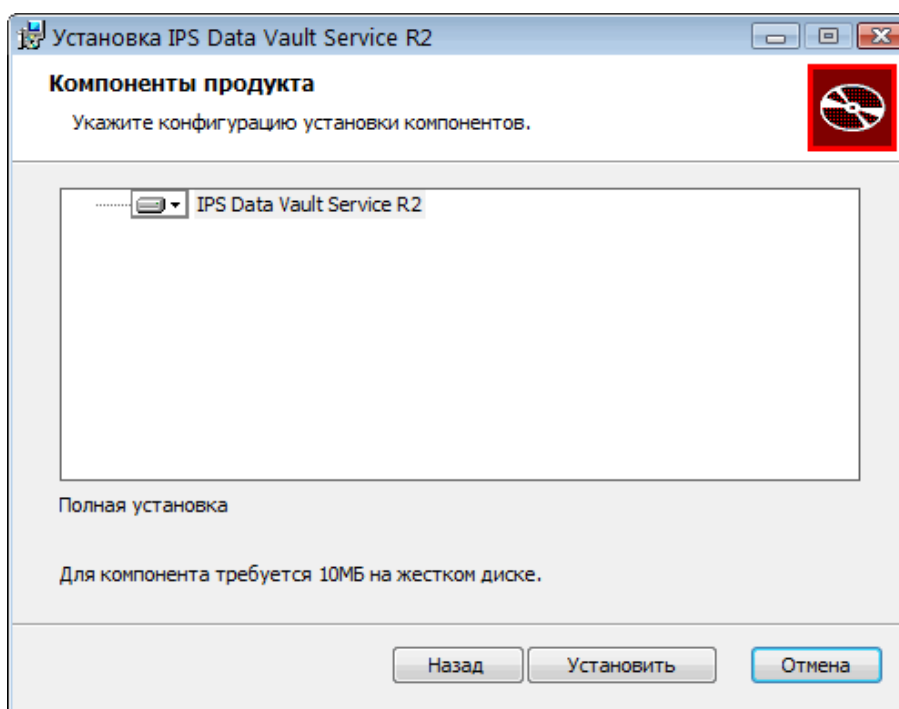 Установка IPS Data Vault Service R2
Компоненты продукта
Укажите конфигурацию установки компонентов.
IPS Data Vault Service R2
Полная установка
Для компонента требуется 10МБ на жестком диске.
Назад Установить Отмена